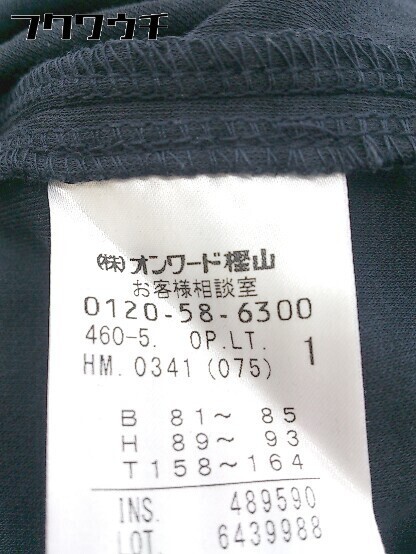 フクワウチ
(株)オンワード樫山
お客様相談室
0120-58-6300
460-5. OP.LT. 1
HM. 0341 (075)
B 81～ 85
H 89～ 93
T 158～164
INS. 489590
LOT. 6439988